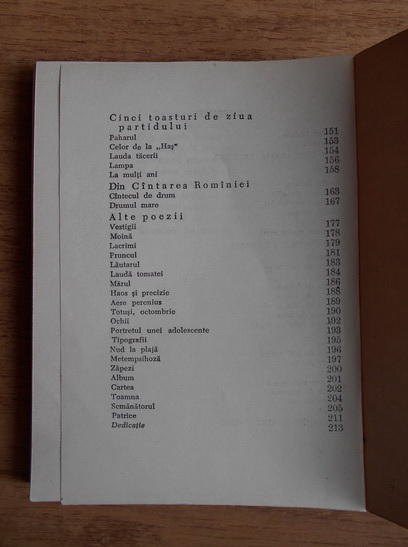 Cinci toasturi de ziua
partidului
Paharul 151
Celor de la „Haș" 153
Lauda tăcerii 154
Lampa 156
La mulți ani 158
Din Cîntarea Romîniei
Cîntecul de drum 163
Drumul mare 167
Alte poezii
Vestigii 177
Moină 178
Lacrimi 179
Pruncul 181
Lăutarul 183
Laudă tomatei 184
Mărul 186
Haos și precizie 188
Aere perenius 189
Totuși, octombrie 190
Ochii 192
Portretul unei adolescente 193
Tipografii 195
Nud la plajă 196
Metempsihoză 197
Zăpezi 200
Album 201
Cartea 202
Toamna 204
Semănătorul 205
Patrice 211
Dedicație 213